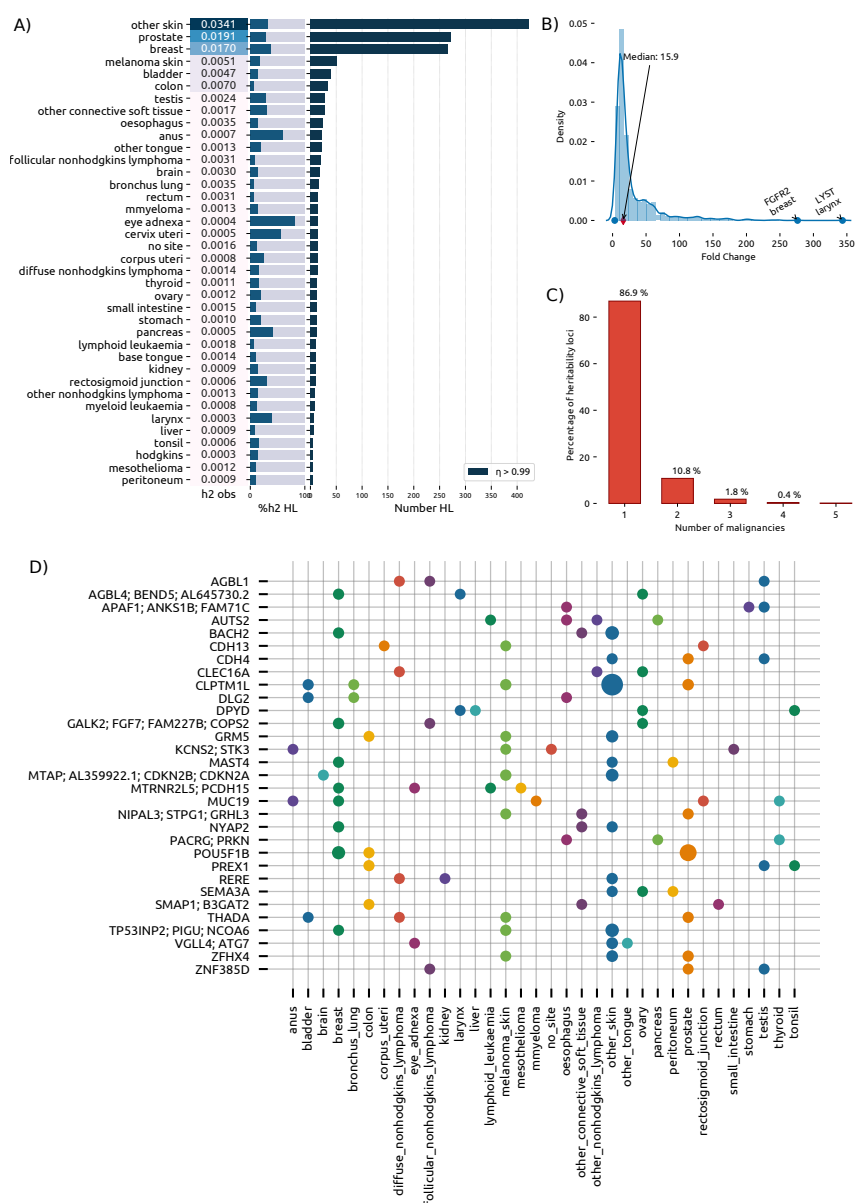 A)
other skin 0.0341
prostate 0.0191
breast 0.0170
melanoma skin 0.0051
bladder 0.0047
colon 0.0070
testis 0.0024
other connective soft tissue 0.0017
oesophagus 0.0035
anus 0.0007
other tongue 0.0013
follicular nonhodgkins lymphoma 0.0031
brain 0.0030
bronchus lung 0.0035
rectum 0.0031
mmyeloma 0.0013
eye adnexa 0.0004
cervix uteri 0.0005
no site 0.0016
corpus uteri 0.0008
diffuse nonhodgkins lymphoma 0.0014
thyroid 0.0011
ovary 0.0012
small intestine 0.0015
stomach 0.0010
pancreas 0.0005
lymphoid leukaemia 0.0018
base tongue 0.0014
kidney 0.0009
rectosigmoid junction 0.0006
other nonhodgkins lymphoma 0.0013
myeloid leukaemia 0.0008
larynx 0.0003
liver 0.0009
tonsil 0.0006
hodgkins 0.0003
mesothelioma 0.0012
peritoneum 0.0009
η > 0.99
h2 obs
0 100 0 50 100 150 200 250 300 350 400
%h2 HL Number HL
B)
Density
0.05
0.04
0.03
0.02
0.01
0.00
Median: 15.9
FGFR2
breast
LYST
larynx
0 50 100 150 200 250 300 350
Fold Change
C)
Percentage of heritability loci
80
60
40
20
0
86.9 %
10.8 %
1.8 %
0.4 %
1 2 3 4 5
Number of malignancies
D)
AGBL1
AGBL4; BEND5; AL645730.2
APAF1; ANKS1B; FAM71C
AUTS2
BACH2
CDH13
CDH4
CLEC16A
CLPTM1L
DLG2
DPYD
GALK2; FGF7; FAM227B; COPS2
GRM5
KCNS2; STK3
MAST4
MTAP; AL359922.1; CDKN2B; CDKN2A
MTRNR2L5; PCDH15
MUC19
NIPAL3; STPG1; GRHL3
NYAP2
PACRG; PRKN
POU5F1B
PREX1
RERE
SEMA3A
SMAP1; B3GAT2
THADA
TP53INP2; PIGU; NCOA6
VGLL4; ATG7
ZFHX4
ZNF385D
anus
bladder
brain
breast
bronchus_lung
colon
corpus_uteri
diffuse_nonhodgkins_lymphoma
eye_adnexa
follicular_nonhodgkins_lymphoma
kidney
larynx
liver
lymphoid_leukaemia
melanoma_skin
mesothelioma
mmyeloma
no_site
oesophagus
other_connective_soft_tissue
other_nonhodgkins_lymphoma
other_skin
other_tongue
ovary
pancreas
peritoneum
prostate
rectosigmoid_junction
rectum
small_intestine
stomach
testis
thyroid
tonsil